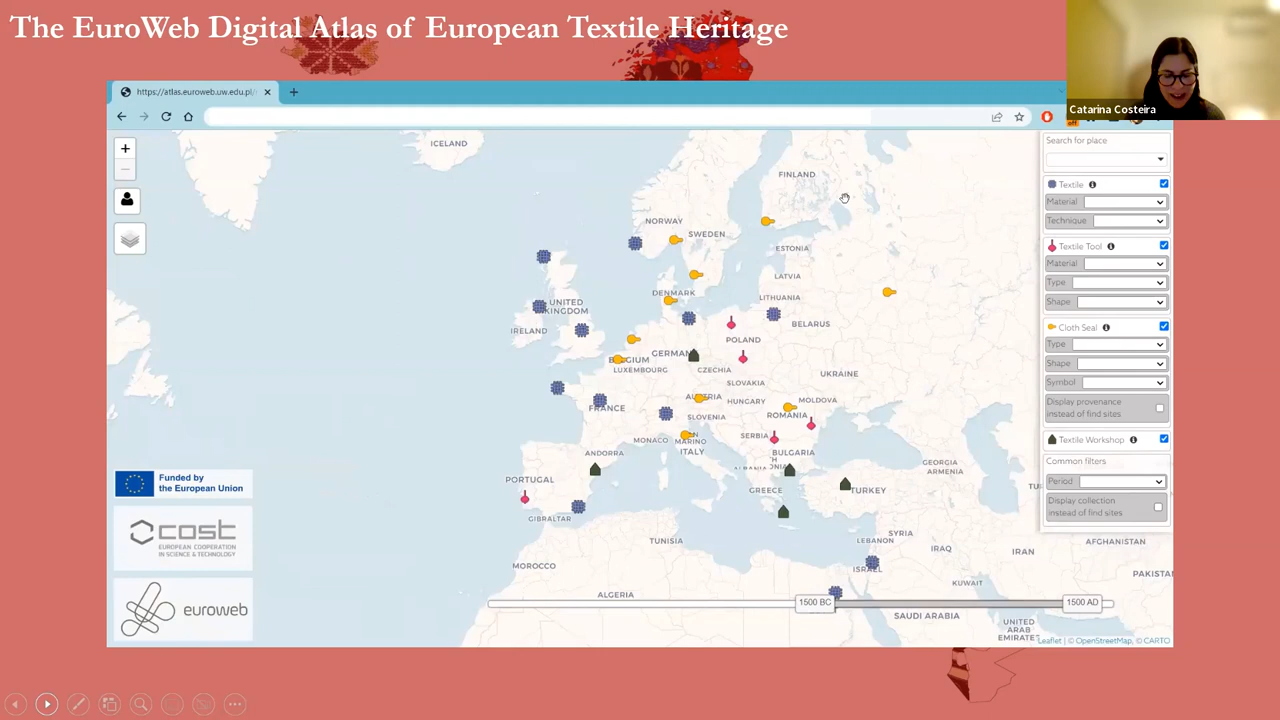 The EuroWeb Digital Atlas of European Textile Heritage
Catarina Costeira
https://atlas.euroweb.uw.edu.pl/
off
Search for place
Textile
Material
Technique
Textile Tool
Material
Type
Shape
Cloth Seal
Type
Shape
Symbol
Display provenance
instead of find sites
Textile Workshop
Common filters
Period
Display collection
instead of find sites
ICELAND
FINLAND
NORWAY
SWEDEN
ESTONIA
LATVIA
DENMARK
LITHUANIA
UNITED
KINGDOM
BELARUS
IRELAND
POLAND
GERMAN
BELGIUM
LUXEMBOURG
CZECHIA
UKRAINE
SLOVAKIA
AUSTRIA
HUNGARY
MOLDOVA
FRANCE
SLOVENIA
ROMANIA
MONACO
SAN
MARINO
SERBIA
ITALY
ANDORRA
BULGARIA
ALBANIA
GEORGIA
ARMENIA
PORTUGAL
GREECE
TURKEY
GIBRALTAR
TUNISIA
SYRIA
LEBANON
IRAQ
IRAN
AFGHANISTAN
MOROCCO
ISRAEL
KUWAIT
PAKISTAN
ALGERIA
SAUDI ARABIA
UNITED
ARAB
EMIRATES
1500 BC
1500 AD
Funded by
the European Union
cost
EUROPEAN COOPERATION
IN SCIENCE & TECHNOLOGY
euroweb
Leaflet | © OpenStreetMap, © CARTO